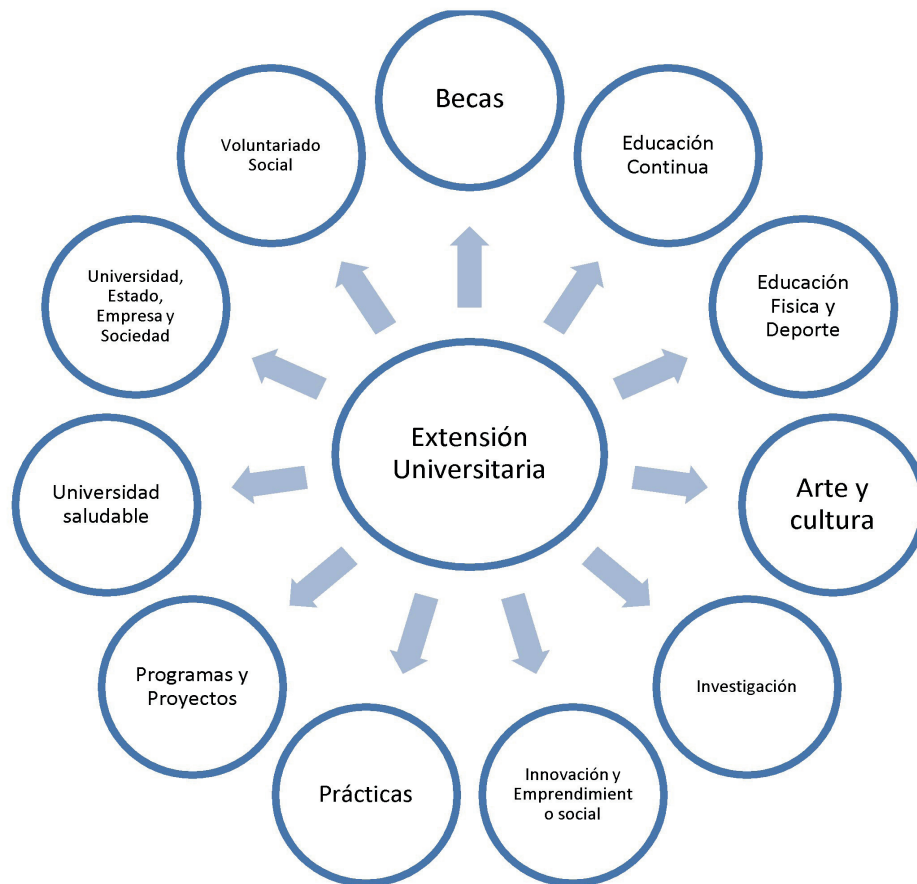 Becas
Educación
Continua
Educación
Fisica y
Deporte
Arte y
cultura
Investigación
Innovación y
Emprendimient
o social
Prácticas
Programas y
Proyectos
Universidad
saludable
Universidad,
Estado,
Empresa y
Sociedad
Voluntariado
Social
Extensión
Universitaria